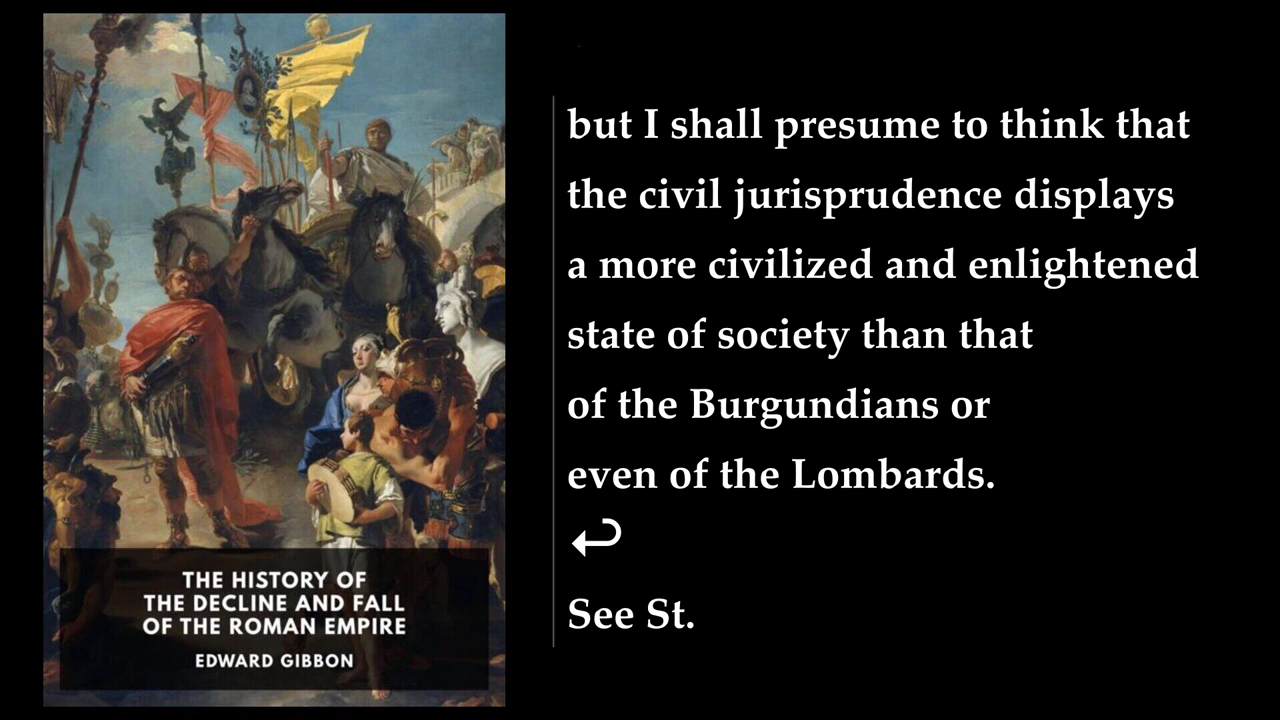 THE HISTORY OF
THE DECLINE AND FALL
OF THE ROMAN EMPIRE
EDWARD GIBBON
but I shall presume to think that
the civil jurisprudence displays
a more civilized and enlightened
state of society than that
of the Burgundians or
even of the Lombards.
↩
See St.